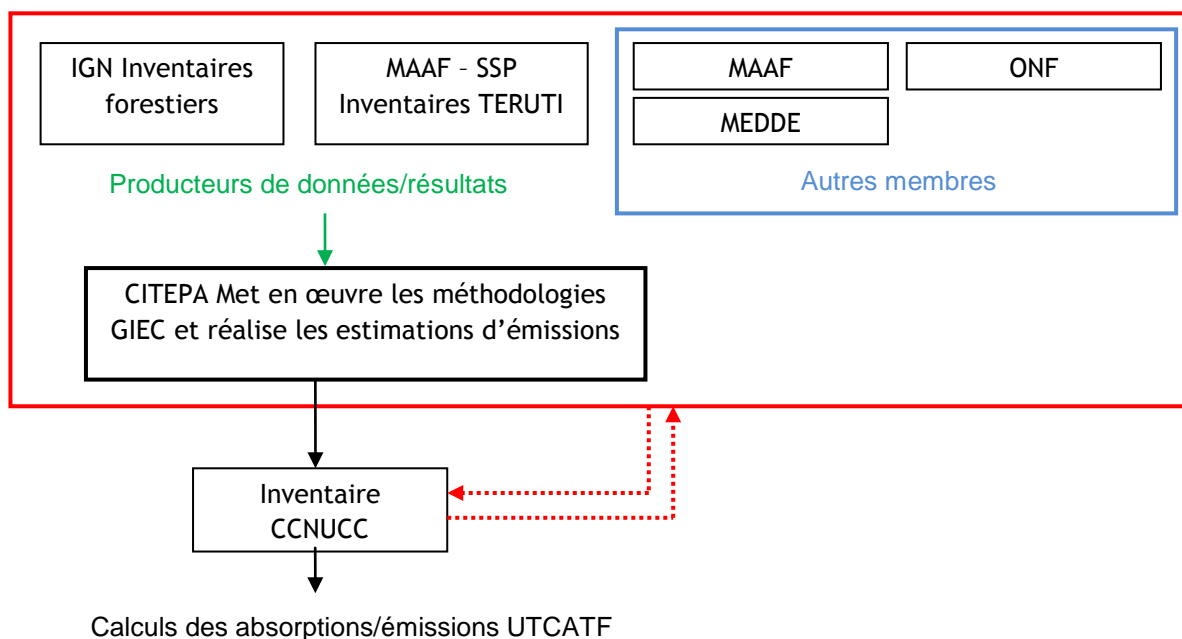 IGN Inventaires
forestiers
MAAF – SSP
Inventaires TERUTI
MAAF
ONF
MEDDE
Producteurs de données/résultats
Autres membres
CITEPA Met en œuvre les méthodologies
GIEC et réalise les estimations d’émissions
Inventaire
CCNUCC
Calculs des absorptions/émissions UTCATF